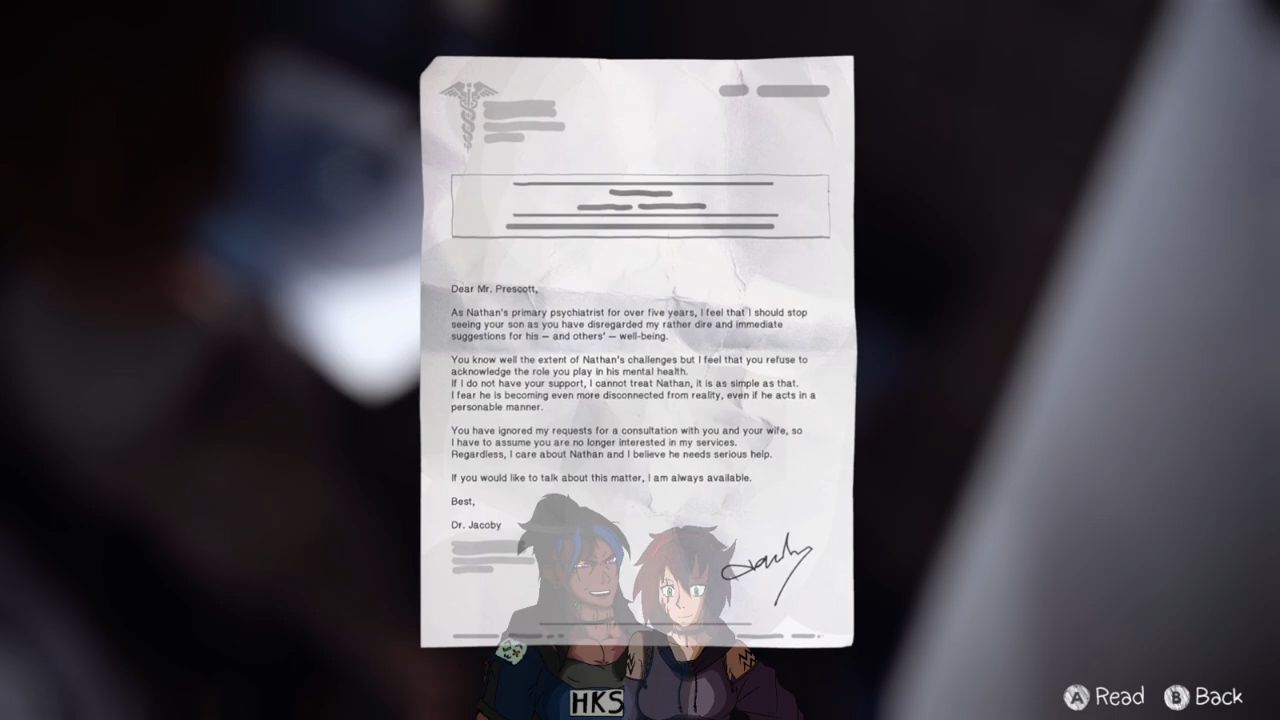 Dear Mr. Prescott,
As Nathan's primary psychiatrist for over five years, I feel that I should stop
seeing your son as you have disregarded my rather dire and immediate
suggestions for his – and others' – well-being.
You know well the extent of Nathan's challenges but I feel that you refuse to
acknowledge the role you play in his mental health.
If I do not have your support, I cannot treat Nathan, it is as simple as that.
I fear he is becoming even more disconnected from reality, even if he acts in a
personable manner.
You have ignored my requests for a consultation with you and your wife, so
I have to assume you are no longer interested in my services.
Regardless, I care about Nathan and I believe he needs serious help.
If you would like to talk about this matter, I am always available.
Best,
Dr. Jacoby
HKS
A Read B Back